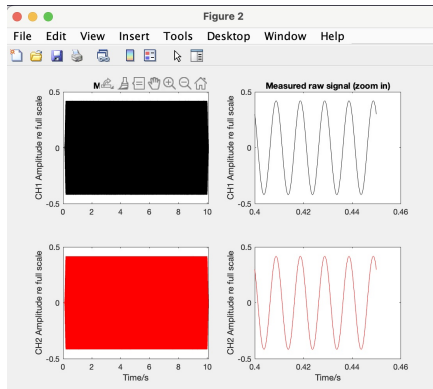 Figure 2
File Edit View Insert Tools Desktop Window Help
M
Measured raw signal (zoom in)
CH1 Amplitude re full scale
0.5
0
-0.5
0 2 4 6 8 10
CH1 Amplitude re full scale
0.5
0
-0.5
0.4 0.42 0.44 0.46
CH2 Amplitude re full scale
0.5
0
-0.5
0 2 4 6 8 10
Time/s
CH2 Amplitude re full scale
0.5
0
-0.5
0.4 0.42 0.44 0.46
Time/s